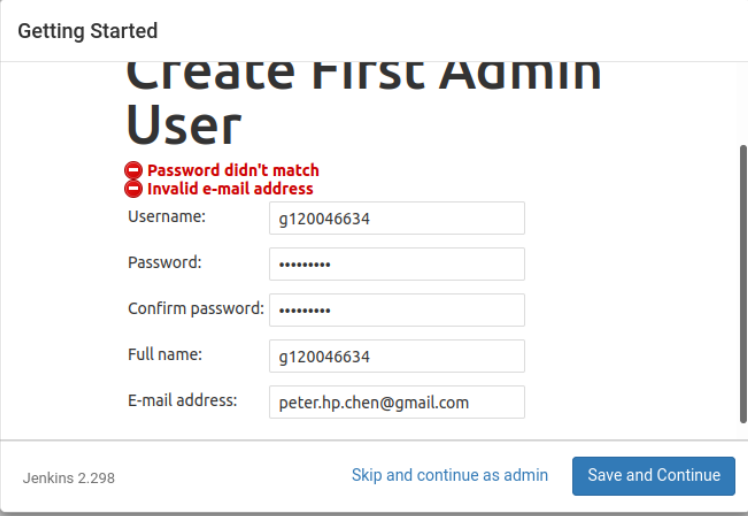 Getting Started
Create First Admin
User
Password didn't match
Invalid e-mail address
Username: g120046634
Password: •••••••••
Confirm password: •••••••••
Full name: g120046634
E-mail address: peter.hp.chen@gmail.com
Jenkins 2.298 Skip and continue as admin Save and Continue